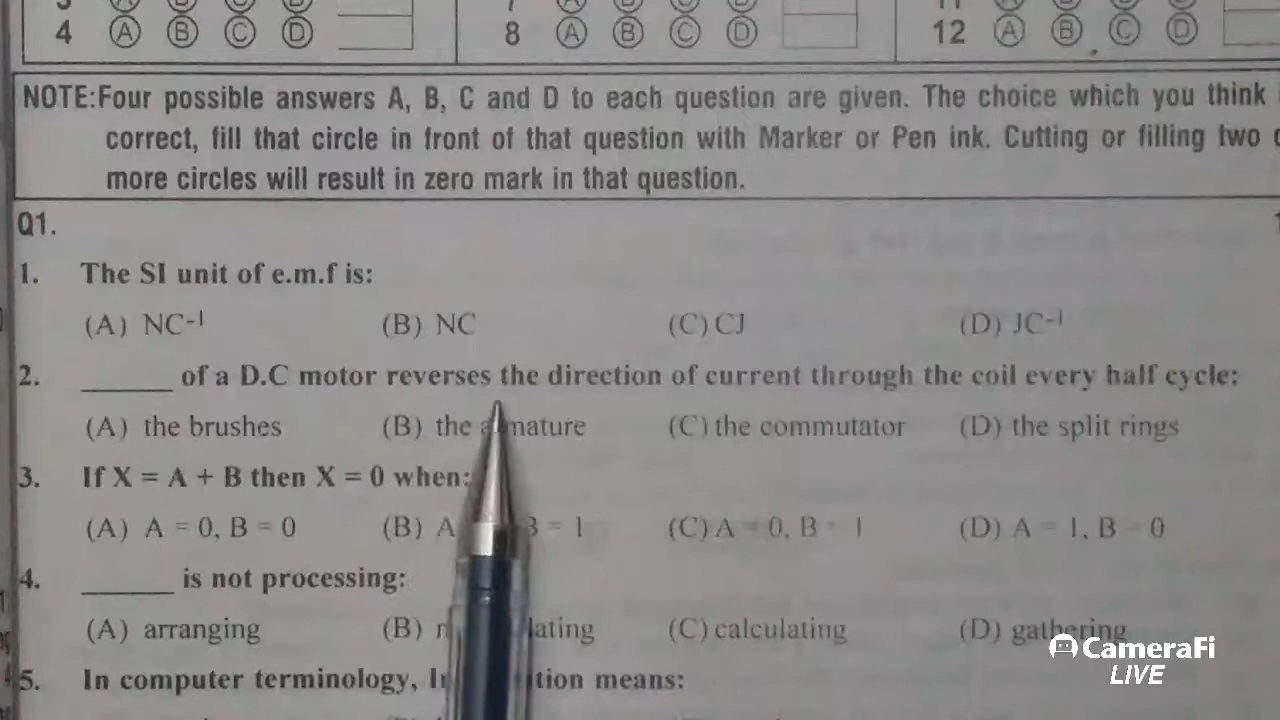 4 A B C D 8 A B C D 12 A B C D
NOTE:Four possible answers A, B, C and D to each question are given. The choice which you think
correct, fill that circle in front of that question with Marker or Pen ink. Cutting or filling two
more circles will result in zero mark in that question.
Q1.
1. The SI unit of e.m.f is:
(A) NC-1 (B) NC (C) CJ (D) JC-1
2. ______ of a D.C motor reverses the direction of current through the coil every half cycle:
(A) the brushes (B) the (C) the commutator (D) the split rings
3. If X = A + B then X = 0 when:
(A) A = 0, B = 0 (B) A B = 1 (C) A = 0, B = 1 (D) A = 1, B = 0
4. ______ is not processing:
(A) arranging (B) (C) calculating (D) gathering
5. In computer terminology, means:
CameraFi
LIVE